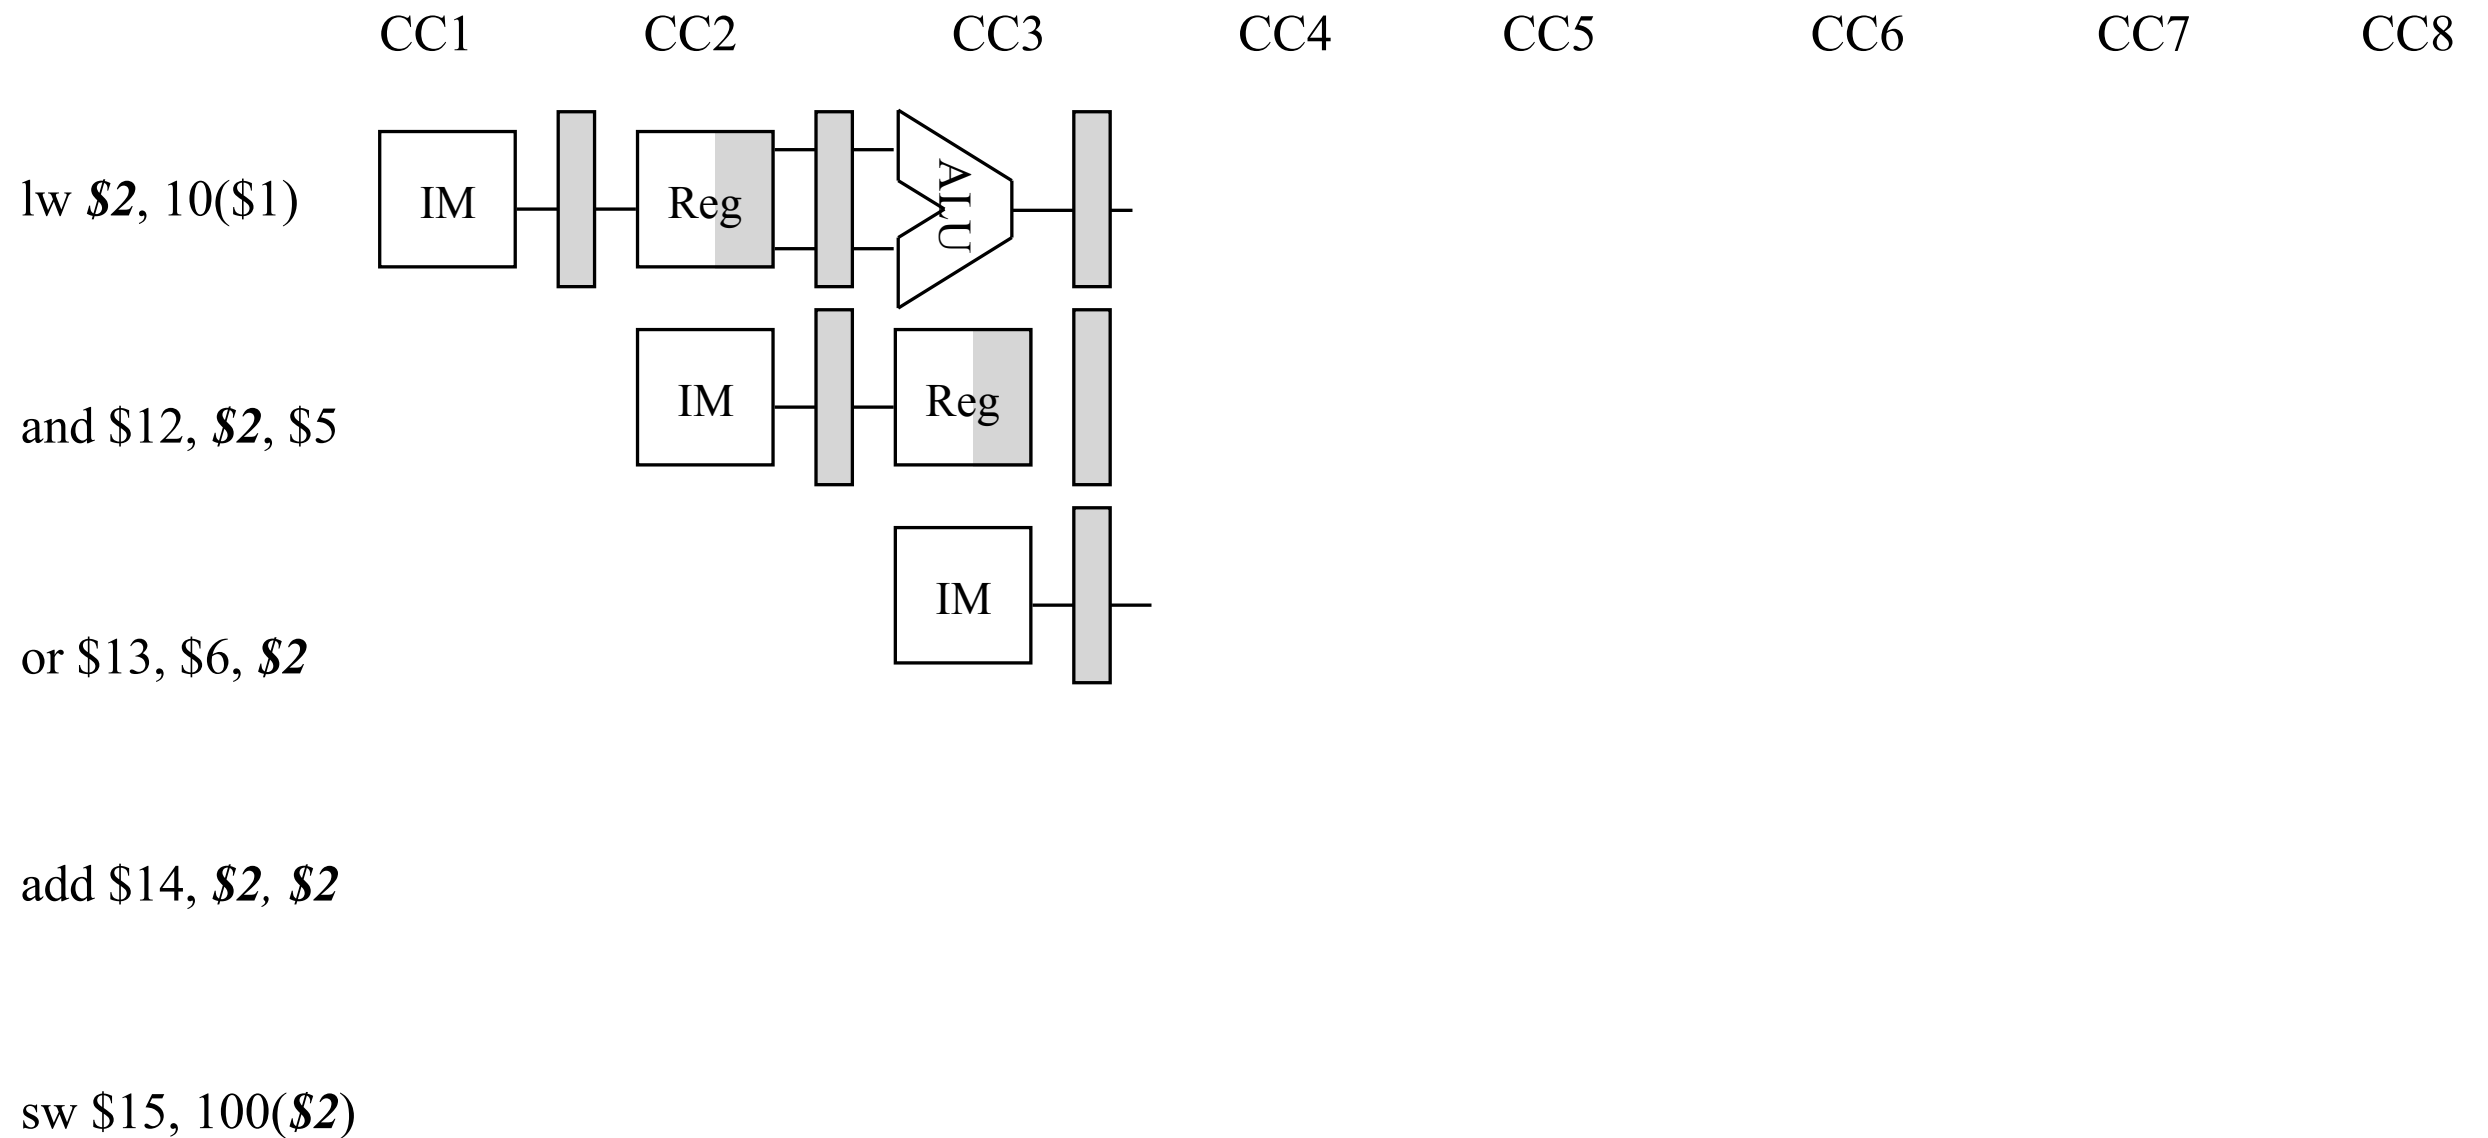 CC1 CC2 CC3 CC4 CC5 CC6 CC7 CC8
lw $2, 10($1) IM Reg ALU
and $12, $2, $5 IM Reg
or $13, $6, $2 IM
add $14, $2, $2
sw $15, 100($2)